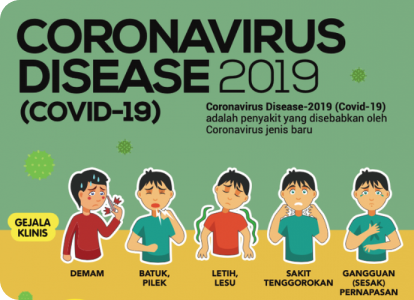 CORONAVIRUS
DISEASE 2019
(COVID-19)
Coronavirus Disease-2019 (Covid-19)
adalah penyakit yang disebabkan oleh
Coronavirus jenis baru
GEJALA
KLINIS
DEMAM
BATUK,
PILEK
LETIH,
LESU
SAKIT
TENGGOROKAN
GANGGUAN
(SESAK)
PERNAPASAN